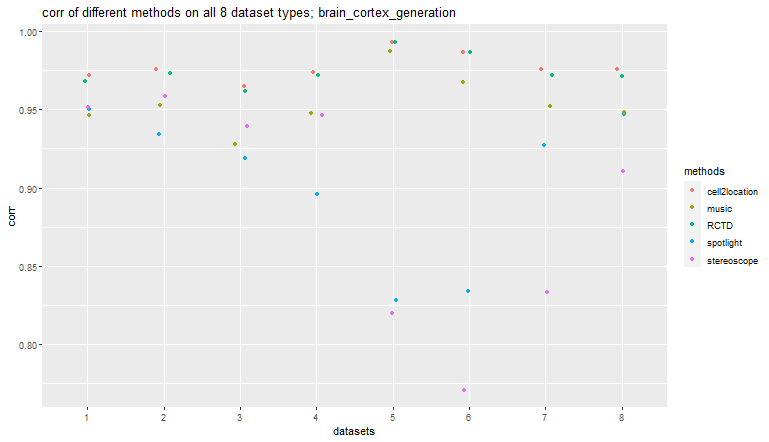 corr of different methods on all 8 dataset types; brain_cortex_generation
1.00
0.95
0.90
0.85
0.80
corr
1 2 3 4 5 6 7 8
datasets
methods
cell2location
music
RCTD
spotlight
stereoscope